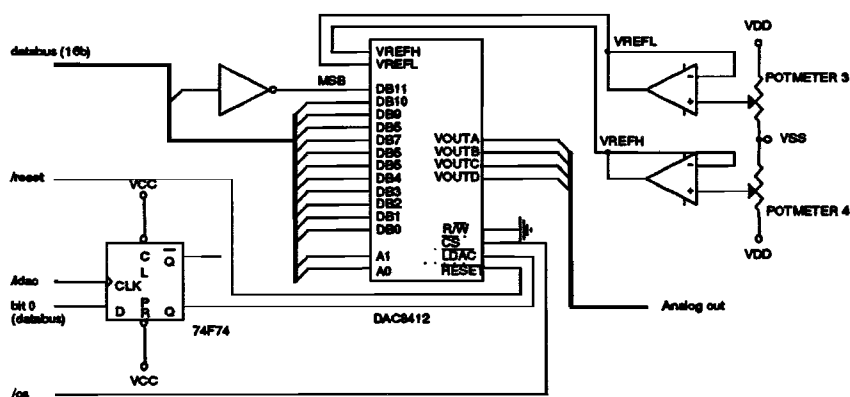 VDD
VREFL
POTMETER 3
VSS
VREFH
POTMETER 4
VDD
databus (16b)
MSB
VREFH
VREFL
DB11
DB10
DB9
DB8
DB7
DB6
DB5
DB4
DB3
DB2
DB1
DB0
A1
A0
VOUTA
VOUTB
VOUTC
VOUTD
R/W
CS
LDAC
RESET
DAC8412
/reset
VCC
C
L
Q
CLK
P
R
D
Q
/ldac
bit 0
(databus)
74F74
VCC
/cs
Analog out